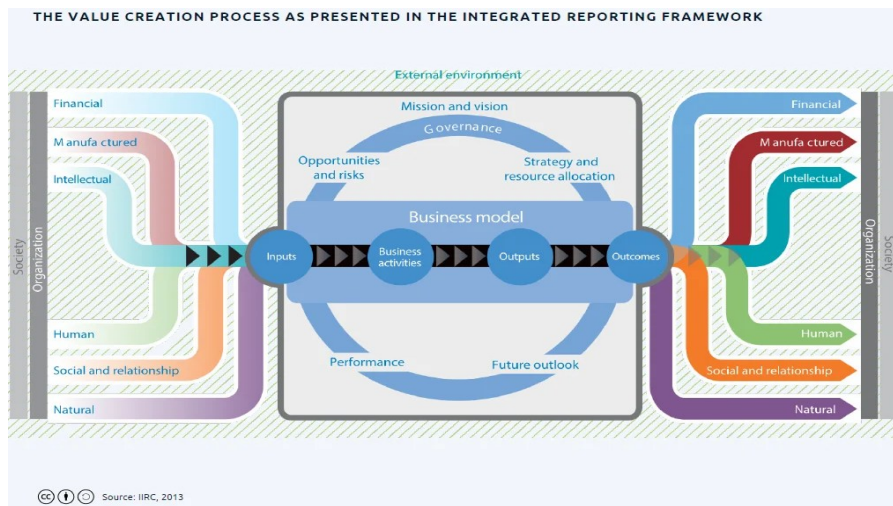 THE VALUE CREATION PROCESS AS PRESENTED IN THE INTEGRATED REPORTING FRAMEWORK
External environment
Society
Organization
Financial
Manufa ctured
Intellectual
Human
Social and relationship
Natural
Mission and vision
Governance
Opportunities
and risks
Strategy and
resource allocation
Business model
Inputs
Business
activities
Outputs
Outcomes
Performance
Future outlook
Financial
Manufa ctured
Intellectual
Human
Social and relationship
Natural
Organization
Society
cc Source: IIRC, 2013